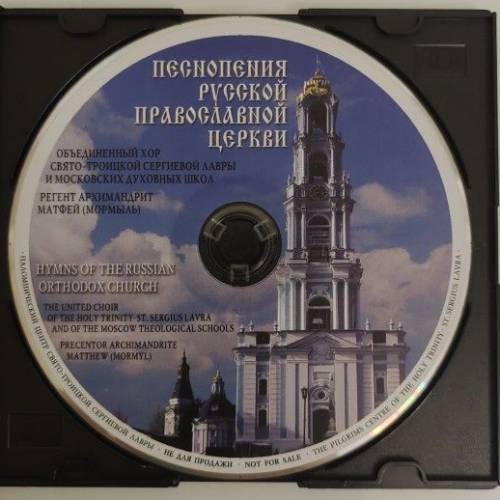 ПЕСНОПЕНИЯ
РУССКОЙ
ПРАВОСЛАВНОЙ
ЦЕРКВИ
ОБЪЕДИНЕННЫЙ ХОР
СВЯТО-ТРОИЦКОЙ СЕРГИЕВОЙ ЛАВРЫ
И МОСКОВСКИХ ДУХОВНЫХ ШКОЛ
РЕГЕНТ АРХИМАНДРИТ
МАТФЕЙ (МОРМЫЛЬ)
HYMNS OF THE RUSSIAN
ORTHODOX CHURCH
THE UNITED CHOIR
OF THE HOLY TRINITY-ST. SERGIUS LAVRA
AND OF THE MOSCOW THEOLOGICAL SCHOOLS
PRECENTOR ARCHIMANDRITE
MATTHEW (MORMYL)
· ПАЛОМНИЧЕСКИЙ ЦЕНТР СВЯТО-ТРОИЦКОЙ СЕРГИЕВОЙ ЛАВРЫ · НЕ ДЛЯ ПРОДАЖИ · NOT FOR SALE · THE PILGRIMS CENTRE OF THE HOLY TRINITY-ST. SERGIUS LAVRA ·